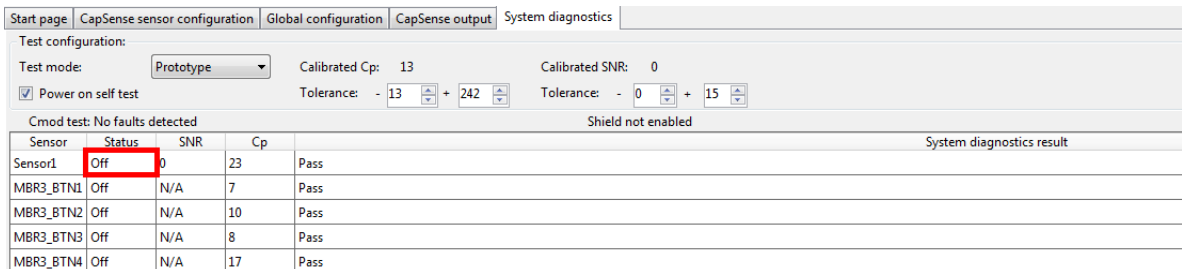 Start page CapSense sensor configuration Global configuration CapSense output System diagnostics
Test configuration:
Test mode: Prototype Calibrated Cp: 13 Calibrated SNR: 0
Power on self test Tolerance: - 13 + 242 Tolerance: - 0 + 15
Cmod test: No faults detected Shield not enabled
Sensor Status SNR Cp System diagnostics result
Sensor1 Off 0 23 Pass
MBR3_BTN1 Off N/A 7 Pass
MBR3_BTN2 Off N/A 10 Pass
MBR3_BTN3 Off N/A 8 Pass
MBR3_BTN4 Off N/A 17 Pass